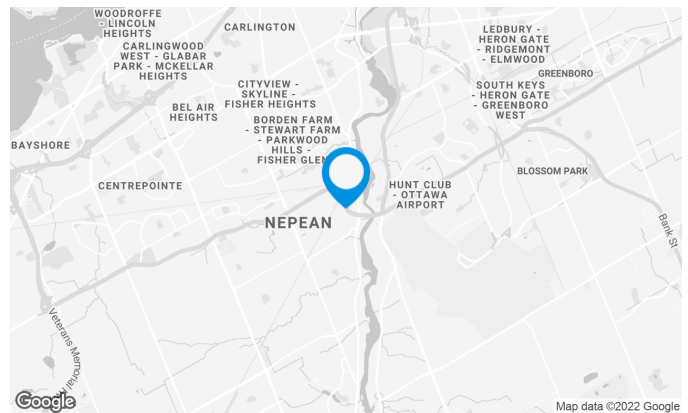 WOODROFFE
- LINCOLN
HEIGHTS
CARLINGTON
LEDBURY -
HERON GATE
- RIDGEMONT
- ELMWOOD
CARLINGWOOD
WEST - GLABAR
PARK - MCKELLAR
HEIGHTS
GREENBORO
CITYVIEW -
SKYLINE -
FISHER HEIGHTS
SOUTH KEYS
- HERON GATE
- GREENBORO
WEST
BEL AIR
HEIGHTS
BORDEN FARM
- STEWART FARM
- PARKWOOD
HILLS -
FISHER GLEN
BAYSHORE
BLOSSOM PARK
CENTREPOINTE
HUNT CLUB
- OTTAWA
AIRPORT
NEPEAN
Bank St
Veterans Memorial
Google
Map data ©2022 Google